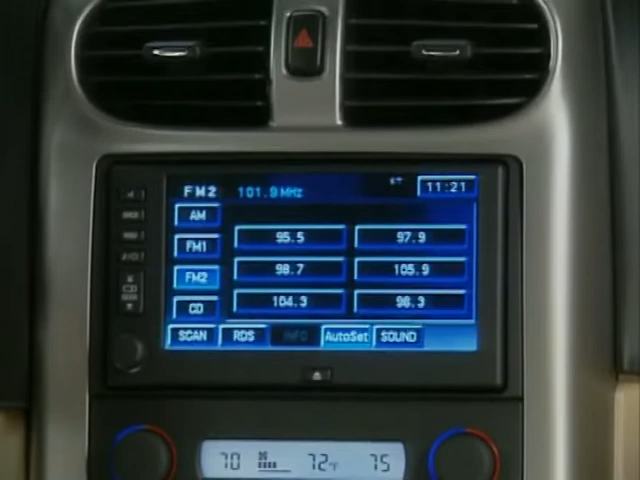 FM2 101.9 MHz 11:21
AM
95.5 97.9
FM1
98.7 105.9
FM2
104.3 96.3
CD
SCAN RDS INFO AutoSet SOUND
70 72°F 75